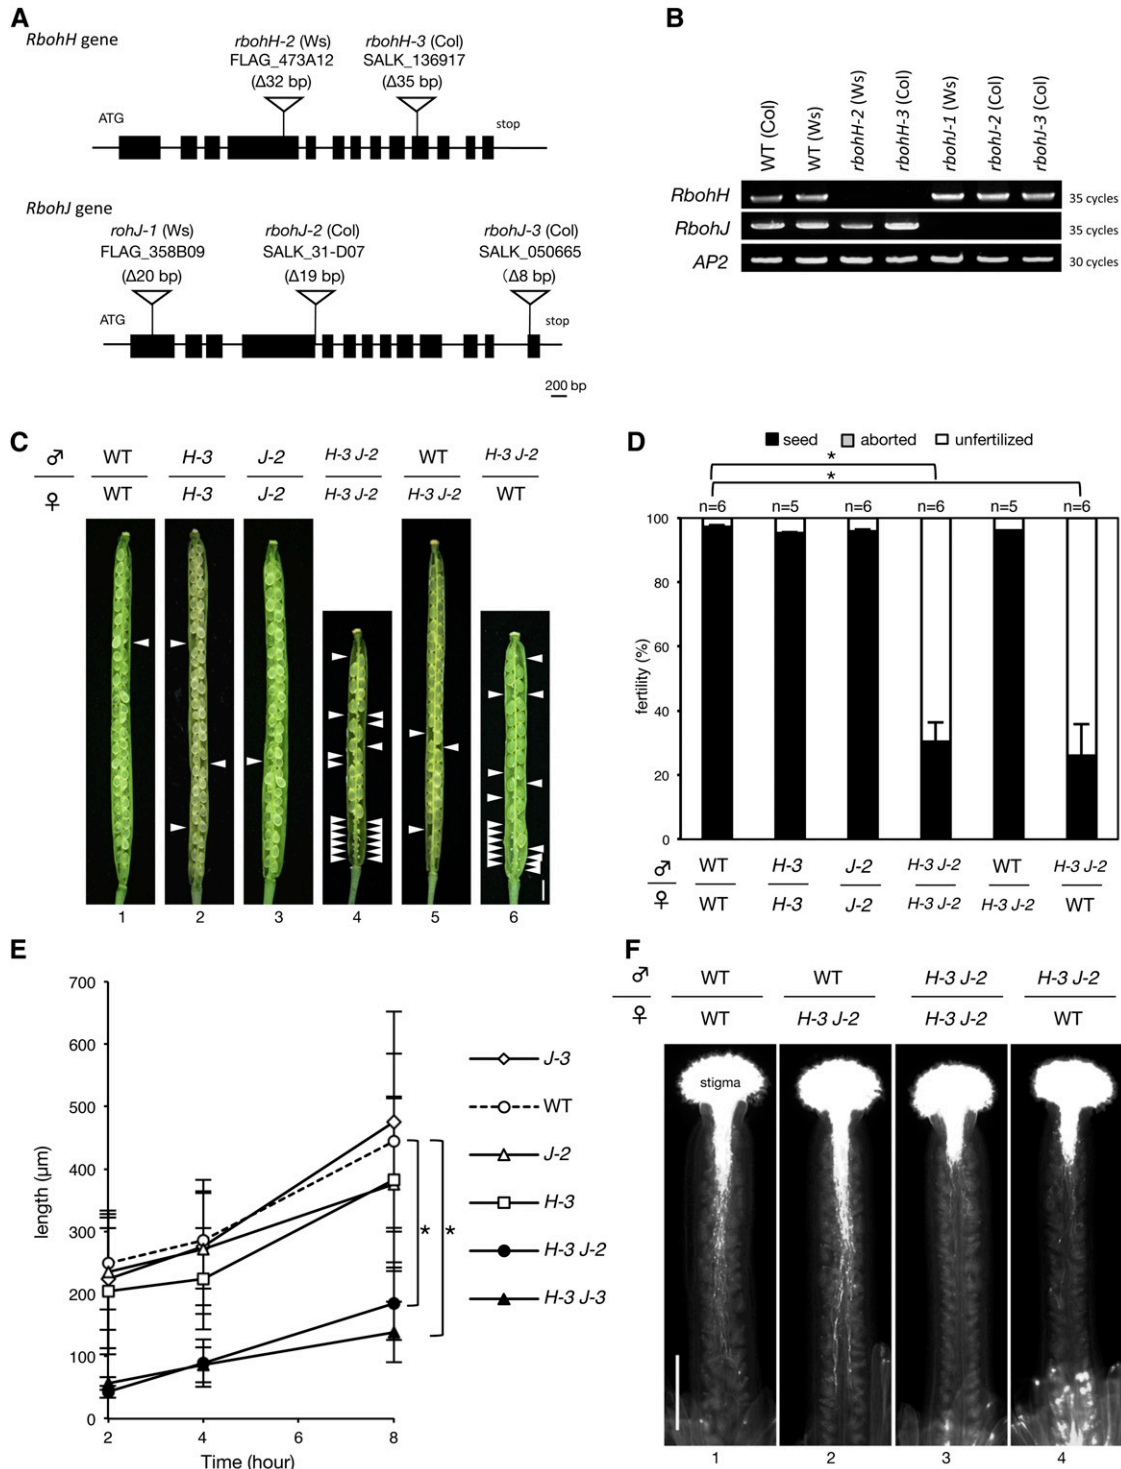 A
RbohH gene
rbohH-2 (Ws)
FLAG_473A12
(Δ32 bp)
rbohH-3 (Col)
SALK_136917
(Δ35 bp)
ATG
stop
RbohJ gene
rohJ-1 (Ws)
FLAG_358B09
(Δ20 bp)
rbohJ-2 (Col)
SALK_31-D07
(Δ19 bp)
rbohJ-3 (Col)
SALK_050665
(Δ8 bp)
ATG
stop
200 bp
B
WT (Col)
WT (Ws)
rbohH-2 (Ws)
rbohH-3 (Col)
rbohJ-1 (Ws)
rbohJ-2 (Col)
rbohJ-3 (Col)
RbohH
35 cycles
RbohJ
35 cycles
AP2
30 cycles
C
♂ WT H-3 J-2 H-3 J-2 WT H-3 J-2
♀ WT H-3 J-2 H-3 J-2 H-3 J-2 WT
1 2 3 4 5 6
D
seed aborted unfertilized
*
*
n=6 n=5 n=6 n=6 n=5 n=6
fertility (%)
100
80
60
40
20
0
♂ WT H-3 J-2 H-3 J-2 WT H-3 J-2
♀ WT H-3 J-2 H-3 J-2 H-3 J-2 WT
E
length (µm)
700
600
500
400
300
200
100
0
2 4 6 8
Time (hour)
* *
J-3
WT
J-2
H-3
H-3 J-2
H-3 J-3
F
♂ WT WT H-3 J-2 H-3 J-2
♀ WT H-3 J-2 H-3 J-2 WT
stigma
1 2 3 4